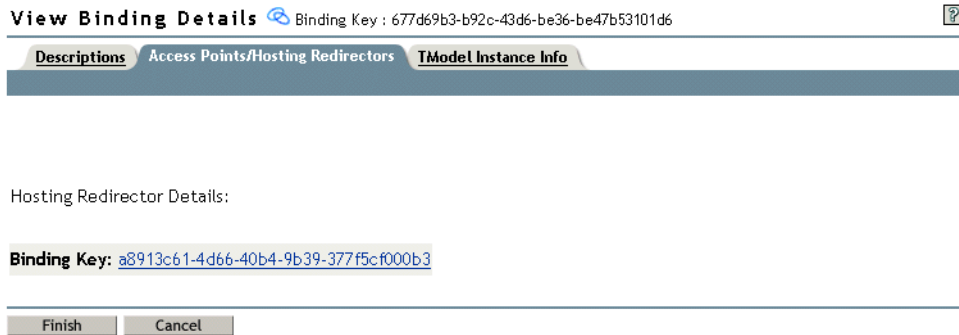 View Binding Details Binding Key : 677d69b3-b92c-43d6-be36-be47b53101d6 ?
Descriptions Access Points/Hosting Redirectors TModel Instance Info
Hosting Redirector Details:
Binding Key: a8913c61-4d66-40b4-9b39-377f5cf000b3
Finish Cancel